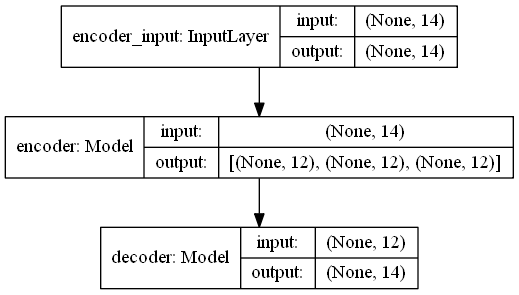 encoder_input: InputLayer
input:
(None, 14)
output:
(None, 14)
encoder: Model
input:
(None, 14)
output:
[(None, 12), (None, 12), (None, 12)]
decoder: Model
input:
(None, 12)
output:
(None, 14)